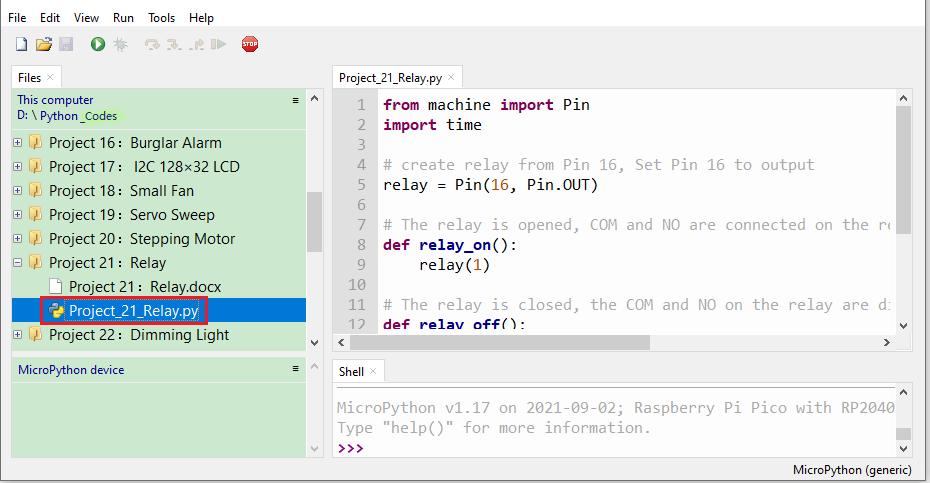 File Edit View Run Tools Help
STOP
Files
This computer
D: \ Python _Codes
Project 16：Burglar Alarm
Project 17： I2C 128×32 LCD
Project 18：Small Fan
Project 19：Servo Sweep
Project 20：Stepping Motor
Project 21：Relay
Project 21：Relay.docx
Project_21_Relay.py
Project 22：Dimming Light
MicroPython device
Project_21_Relay.py
1 from machine import Pin
2 import time
3
4 # create relay from Pin 16, Set Pin 16 to output
5 relay = Pin(16, Pin.OUT)
6
7 # The relay is opened, COM and NO are connected on the re
8 def relay_on():
9 relay(1)
10
11 # The relay is closed, the COM and NO on the relay are di
12 def relay_off():
Shell
MicroPython v1.17 on 2021-09-02; Raspberry Pi Pico with RP2040
Type "help()" for more information.
>>>
MicroPython (generic)